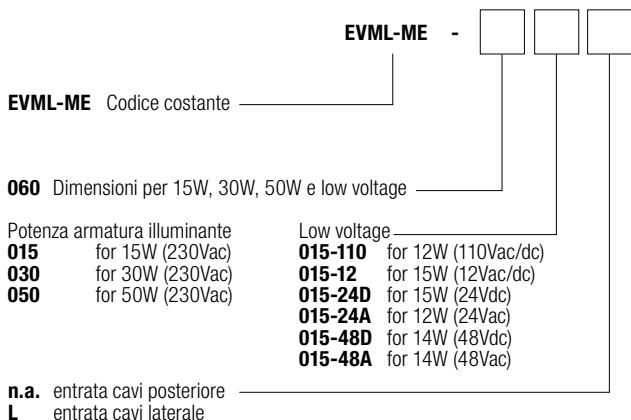 EVML-ME -
EVML-ME Codice costante
060 Dimensioni per 15W, 30W, 50W e low voltage
Potenza armatura illuminante
015 for 15W (230Vac)
030 for 30W (230Vac)
050 for 50W (230Vac)
Low voltage
015-110 for 12W (110Vac/dc)
015-12 for 15W (12Vac/dc)
015-24D for 15W (24Vdc)
015-24A for 12W (24Vac)
015-48D for 14W (48Vdc)
015-48A for 14W (48Vac)
n.a. entrata cavi posteriore
L entrata cavi laterale